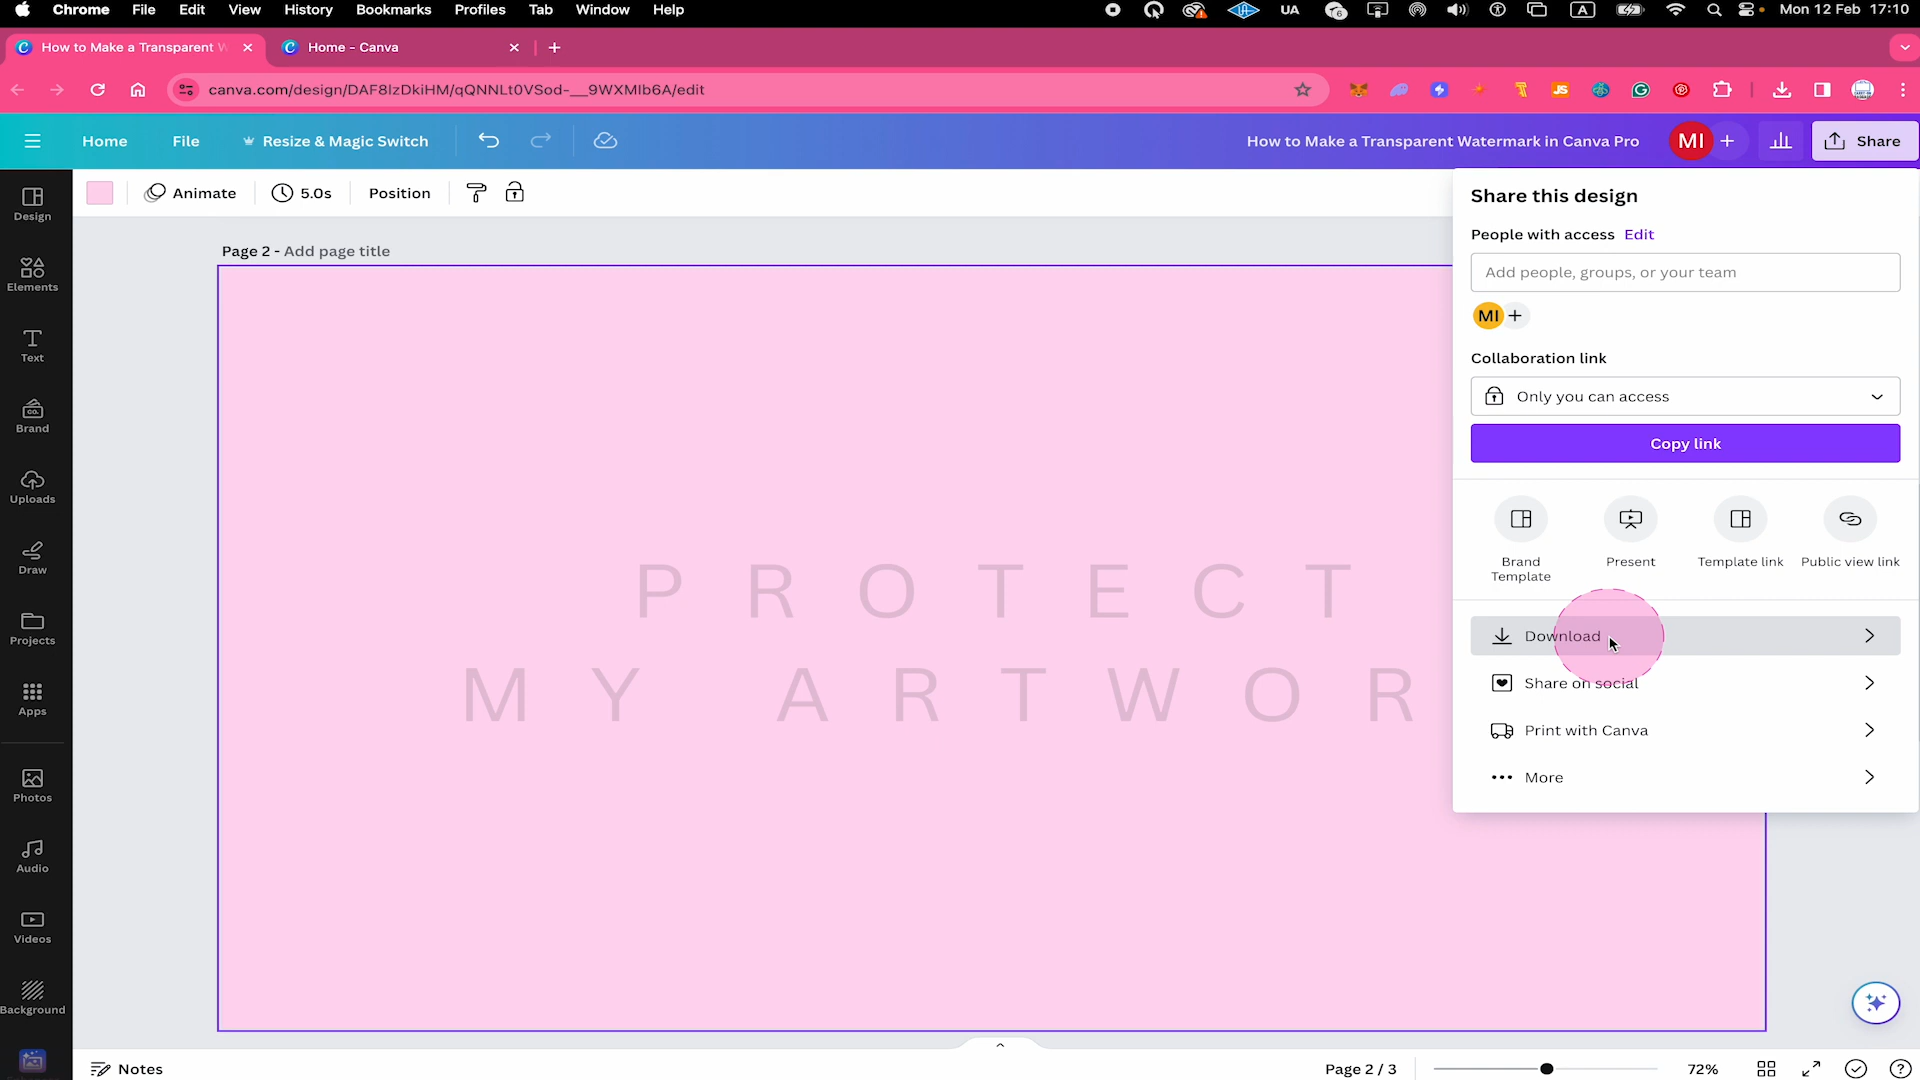 Chrome File Edit View History Bookmarks Profiles Tab Window Help UA 6 A Mon 12 Feb 17:10
How to Make a Transparent W Home - Canva
canva.com/design/DAF8lzDkiHM/qQNNLt0VSod-__9WXMlb6A/edit
Home File Resize & Magic Switch How to Make a Transparent Watermark in Canva Pro MI Share
Animate 5.0s Position
Design
Elements
Text
Brand
Uploads
Draw
Projects
Apps
Photos
Audio
Videos
Background
Page 2 - Add page title
PROTECT
MY ARTWOR
Share this design
People with access Edit
Add people, groups, or your team
MI
Collaboration link
Only you can access
Copy link
Brand Template
Present
Template link
Public view link
Download
Share on social
Print with Canva
More
Notes Page 2 / 3 72%